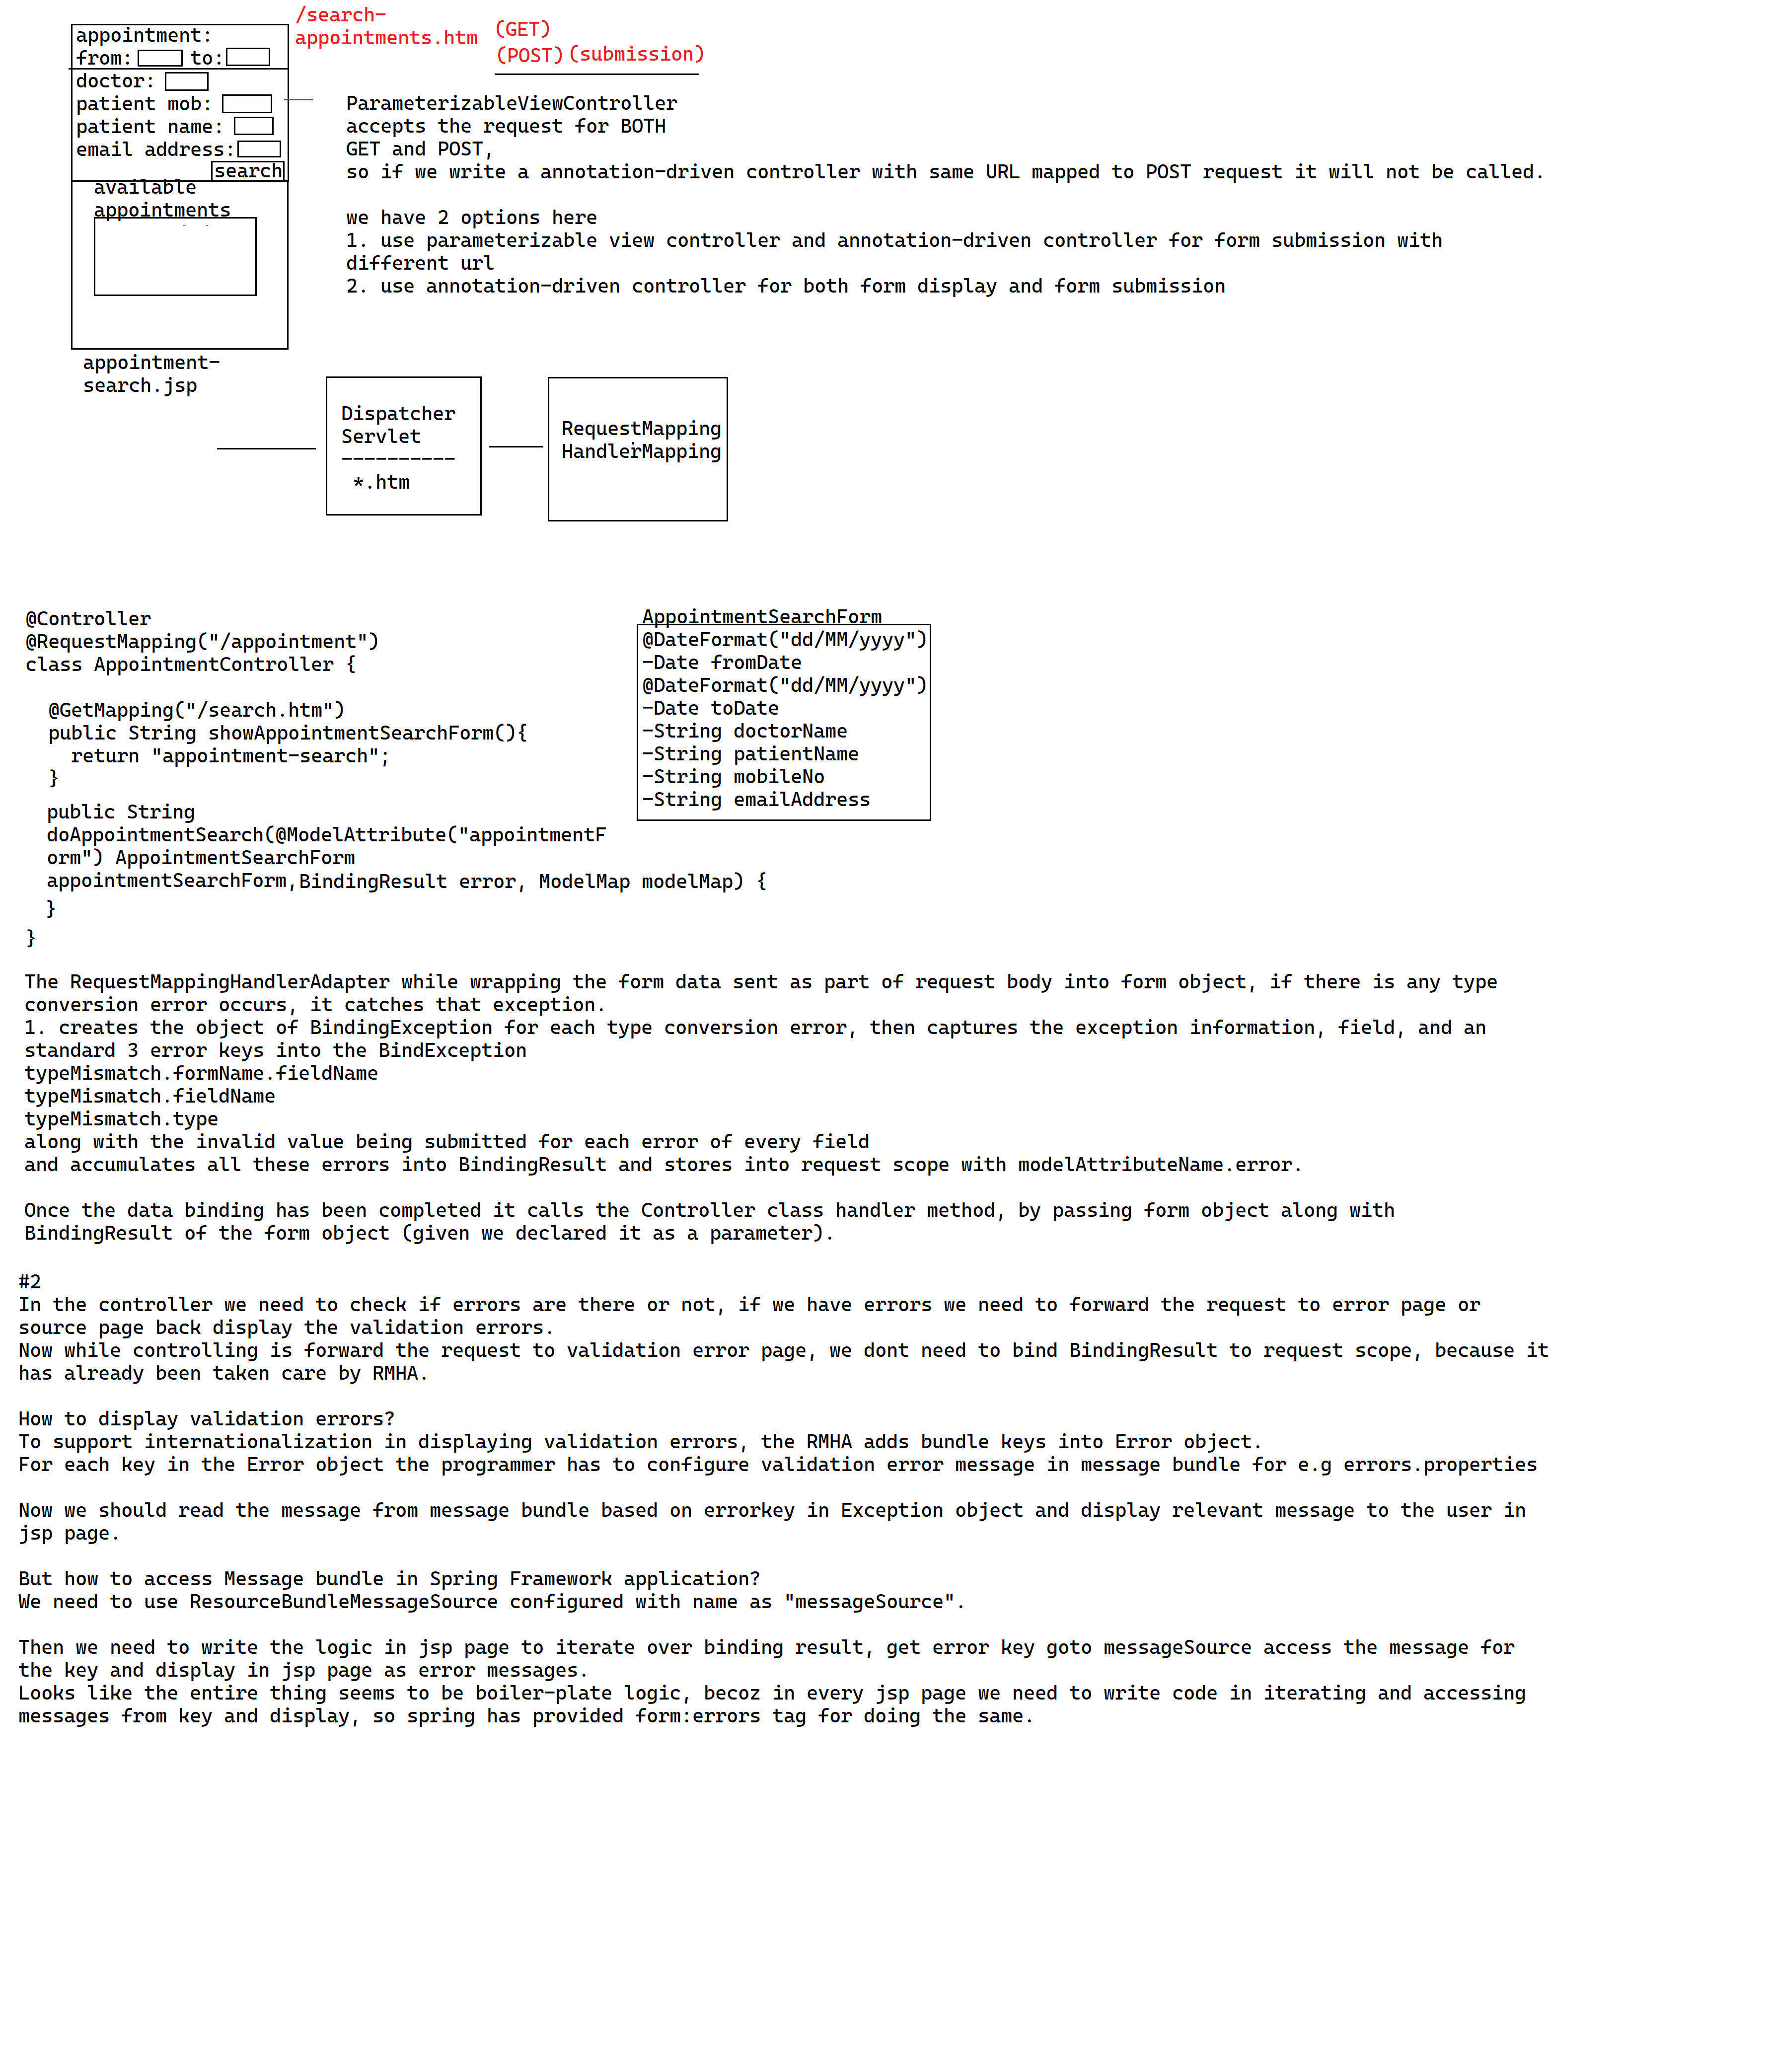 /search-
appointments.htm
(GET)
(POST) (submission)
appointment:
from: to:
doctor:
patient mob:
patient name:
email address:
search
available
appointments
appointment-
search.jsp
ParameterizableViewController
accepts the request for BOTH
GET and POST,
so if we write a annotation-driven controller with same URL mapped to POST request it will not be called.
we have 2 options here
1. use parameterizable view controller and annotation-driven controller for form submission with
different url
2. use annotation-driven controller for both form display and form submission
Dispatcher
Servlet
----------
*.htm
RequestMapping
HandlerMapping
@Controller
@RequestMapping("/appointment")
class AppointmentController {
@GetMapping("/search.htm")
public String showAppointmentSearchForm(){
return "appointment-search";
}
public String
doAppointmentSearch(@ModelAttribute("appointmentF
orm") AppointmentSearchForm
appointmentSearchForm,BindingResult error, ModelMap modelMap) {
}
}
AppointmentSearchForm
@DateFormat("dd/MM/yyyy")
-Date fromDate
@DateFormat("dd/MM/yyyy")
-Date toDate
-String doctorName
-String patientName
-String mobileNo
-String emailAddress
The RequestMappingHandlerAdapter while wrapping the form data sent as part of request body into form object, if there is any type
conversion error occurs, it catches that exception.
1. creates the object of BindingException for each type conversion error, then captures the exception information, field, and an
standard 3 error keys into the BindException
typeMismatch.formName.fieldName
typeMismatch.fieldName
typeMismatch.type
along with the invalid value being submitted for each error of every field
and accumulates all these errors into BindingResult and stores into request scope with modelAttributeName.error.
Once the data binding has been completed it calls the Controller class handler method, by passing form object along with
BindingResult of the form object (given we declared it as a parameter).
#2
In the controller we need to check if errors are there or not, if we have errors we need to forward the request to error page or
source page back display the validation errors.
Now while controlling is forward the request to validation error page, we dont need to bind BindingResult to request scope, because it
has already been taken care by RMHA.
How to display validation errors?
To support internationalization in displaying validation errors, the RMHA adds bundle keys into Error object.
For each key in the Error object the programmer has to configure validation error message in message bundle for e.g errors.properties
Now we should read the message from message bundle based on errorkey in Exception object and display relevant message to the user in
jsp page.
But how to access Message bundle in Spring Framework application?
We need to use ResourceBundleMessageSource configured with name as "messageSource".
Then we need to write the logic in jsp page to iterate over binding result, get error key goto messageSource access the message for
the key and display in jsp page as error messages.
Looks like the entire thing seems to be boiler-plate logic, becoz in every jsp page we need to write code in iterating and accessing
messages from key and display, so spring has provided form:errors tag for doing the same.